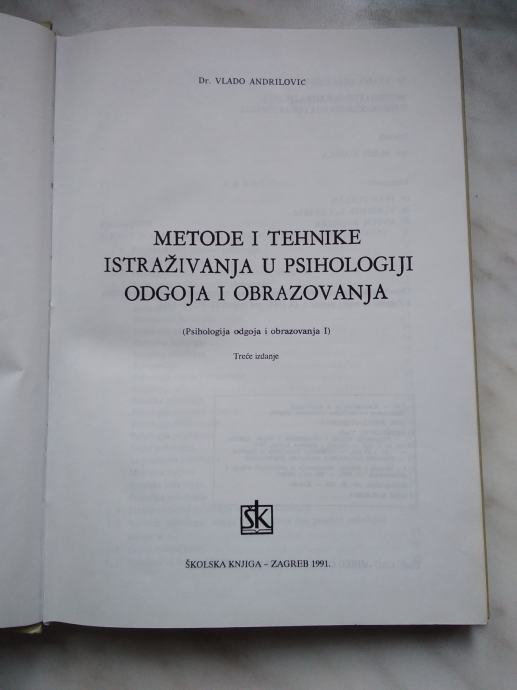 Dr. VLADO ANDRILOVIĆ
METODE I TEHNIKE
ISTRAŽIVANJA U PSIHOLOGIJI
ODGOJA I OBRAZOVANJA
(Psihologija odgoja i obrazovanja I)
Treće izdanje
ŠK
ŠKOLSKA KNJIGA – ZAGREB 1991.